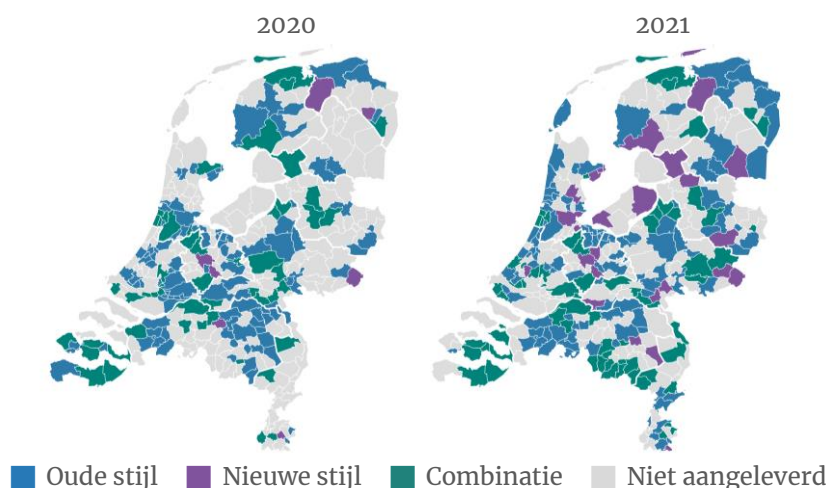 2020
2021
Oude stijl
Nieuwe stijl
Combinatie
Niet aangeleverd